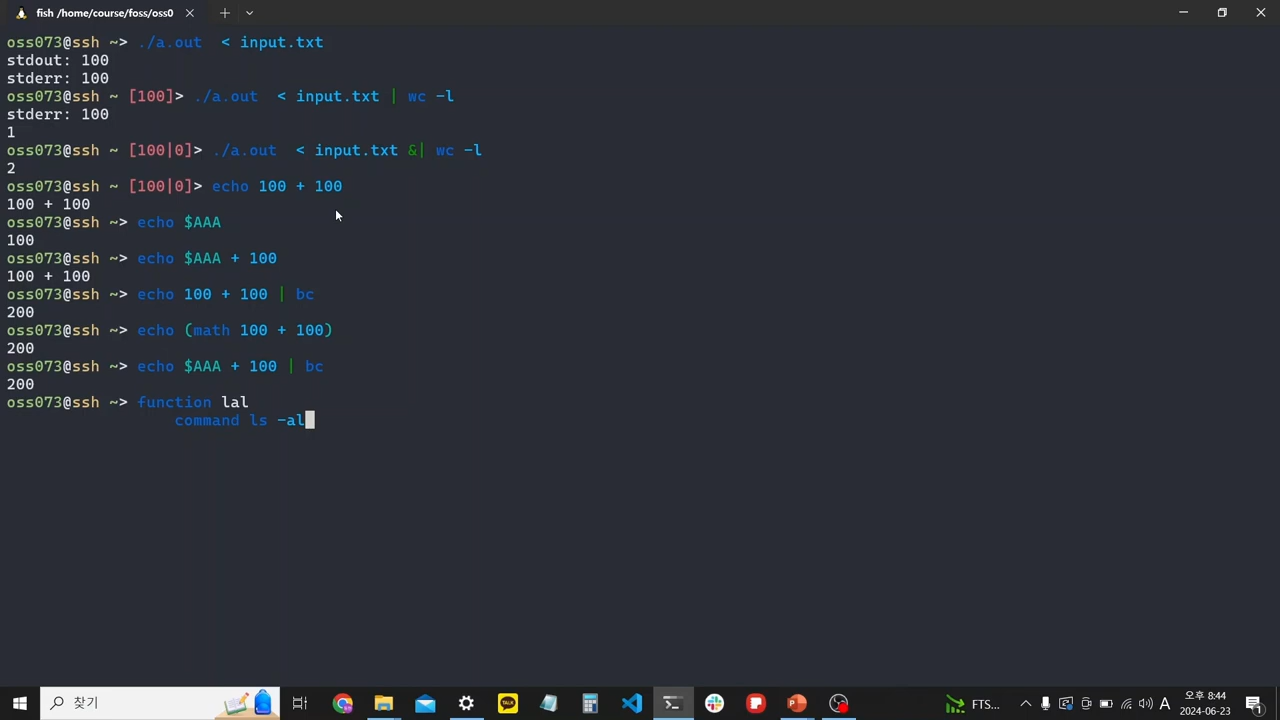 fish /home/course/foss/oss0
oss073@ssh ~> ./a.out  < input.txt
stdout: 100
stderr: 100
oss073@ssh ~ [100]> ./a.out  < input.txt | wc -l
stderr: 100
1
oss073@ssh ~ [100|0]> ./a.out  < input.txt &| wc -l
2
oss073@ssh ~ [100|0]> echo 100 + 100
100 + 100
oss073@ssh ~> echo $AAA
100
oss073@ssh ~> echo $AAA + 100
100 + 100
oss073@ssh ~> echo 100 + 100 | bc
200
oss073@ssh ~> echo (math 100 + 100)
200
oss073@ssh ~> echo $AAA + 100 | bc
200
oss073@ssh ~> function lal
command ls -al
찾기
TALK
FTS...
A
오후 8:44
2024-06-23
1